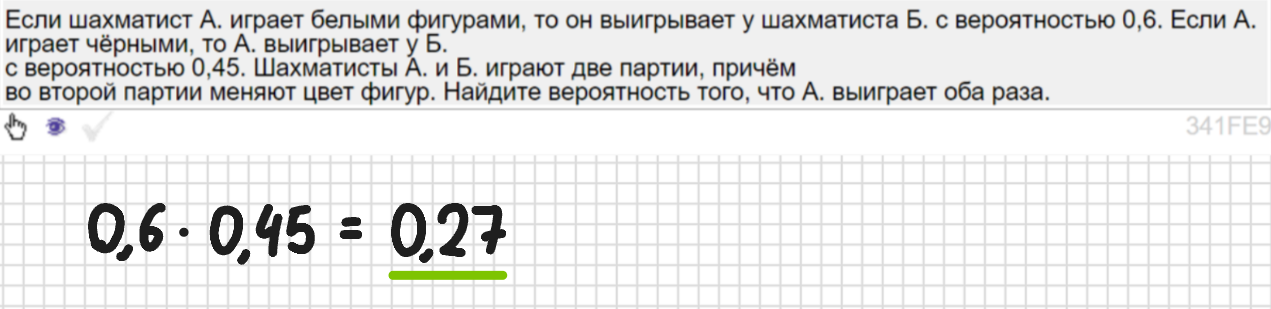 Если шахматист А. играет белыми фигурами, то он выигрывает у шахматиста Б. с вероятностью 0,6. Если А.
играет чёрными, то А. выигрывает у Б.
с вероятностью 0,45. Шахматисты А. и Б. играют две партии, причём
во второй партии меняют цвет фигур. Найдите вероятность того, что А. выиграет оба раза.
341FE9
0,6 · 0,45 = 0,27